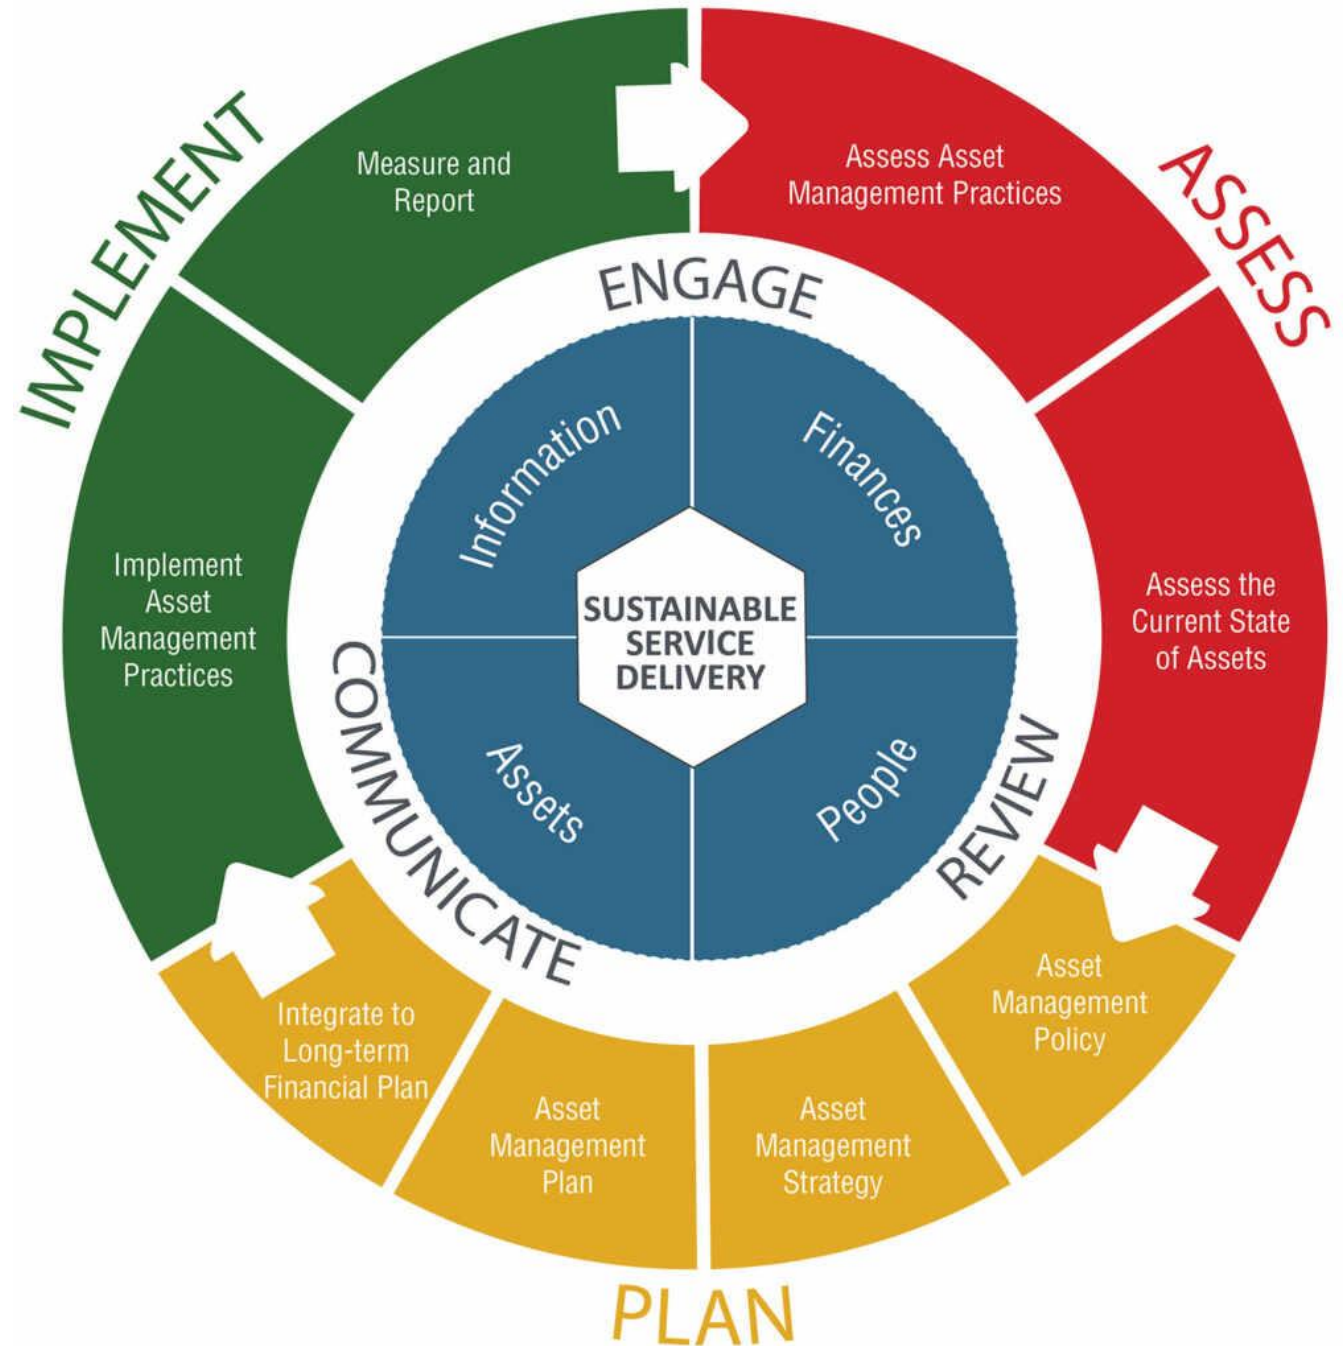 IMPLEMENT
Measure and
Report
Assess Asset
Management Practices
ASSESS
ENGAGE
Information
Finances
Implement
Asset
Management
Practices
SUSTAINABLE
SERVICE
DELIVERY
Assess the
Current State
of Assets
COMMUNICATE
Assets
People
REVIEW
Asset
Management
Policy
Integrate to
Long-term
Financial Plan
Asset
Management
Plan
Asset
Management
Strategy
PLAN